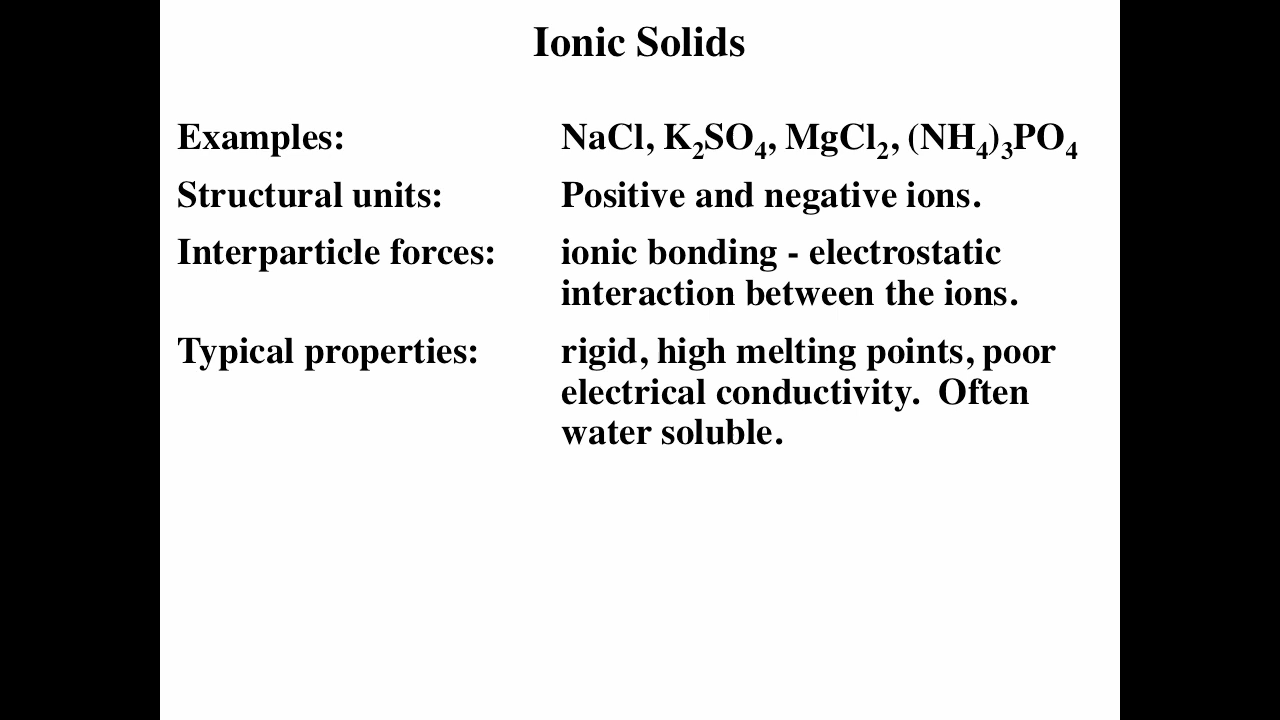 Ionic Solids
Examples: NaCl, K₂SO₄, MgCl₂, (NH₄)₃PO₄
Structural units: Positive and negative ions.
Interparticle forces: ionic bonding - electrostatic
interaction between the ions.
Typical properties: rigid, high melting points, poor
electrical conductivity. Often
water soluble.